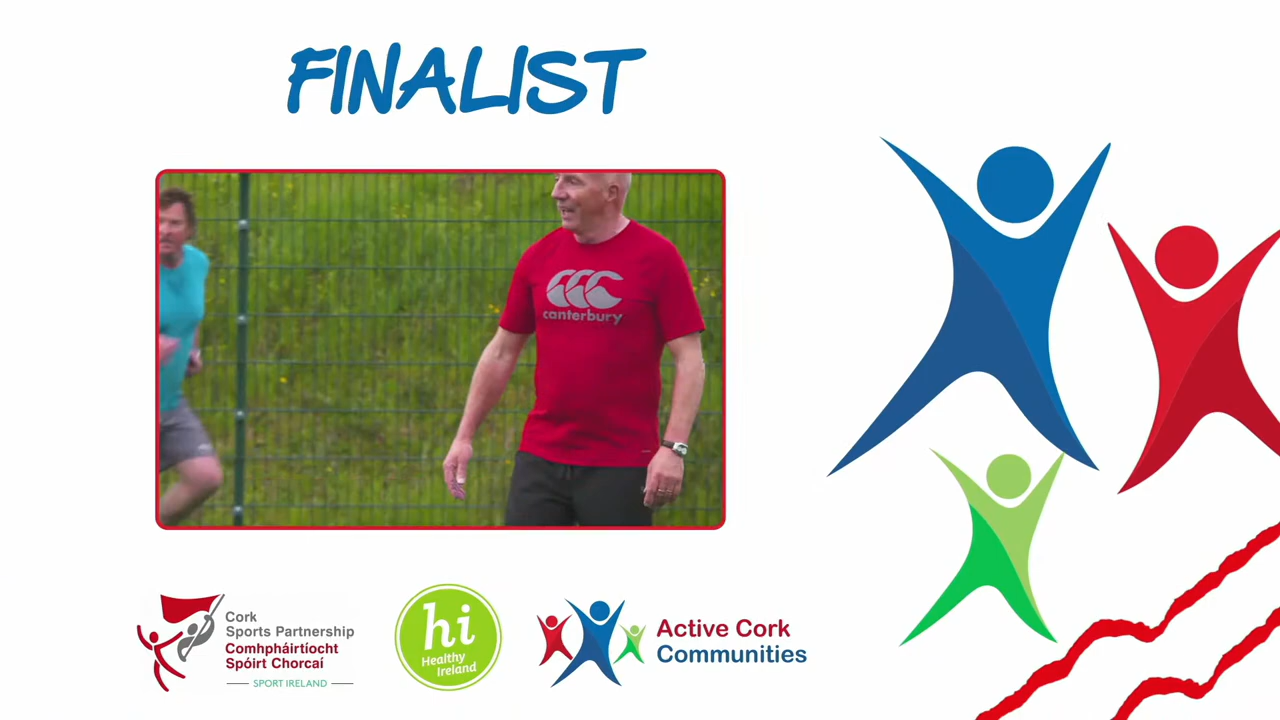 FINALIST
canterbury
Cork
Sports Partnership
Comhpháirtíocht
Spóirt Chorcaí
SPORT IRELAND
hi
Healthy
Ireland
Active Cork
Communities